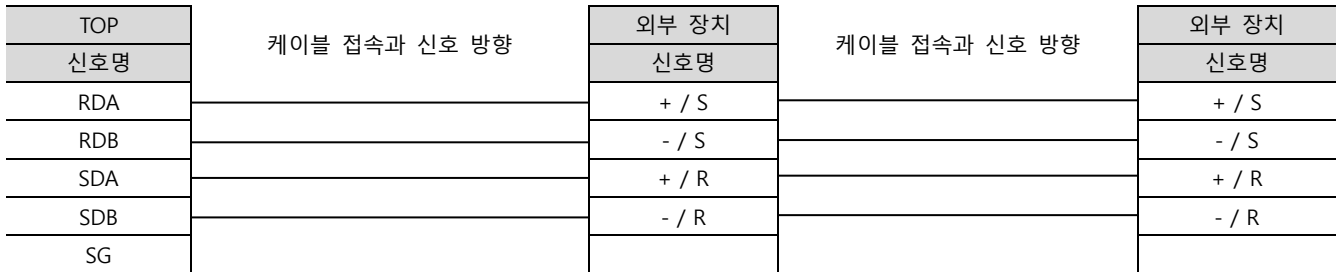 TOP 케이블 접속과 신호 방향 외부 장치 케이블 접속과 신호 방향 외부 장치
신호명 신호명 신호명
RDA + / S + / S
RDB - / S - / S
SDA + / R + / R
SDB - / R - / R
SG